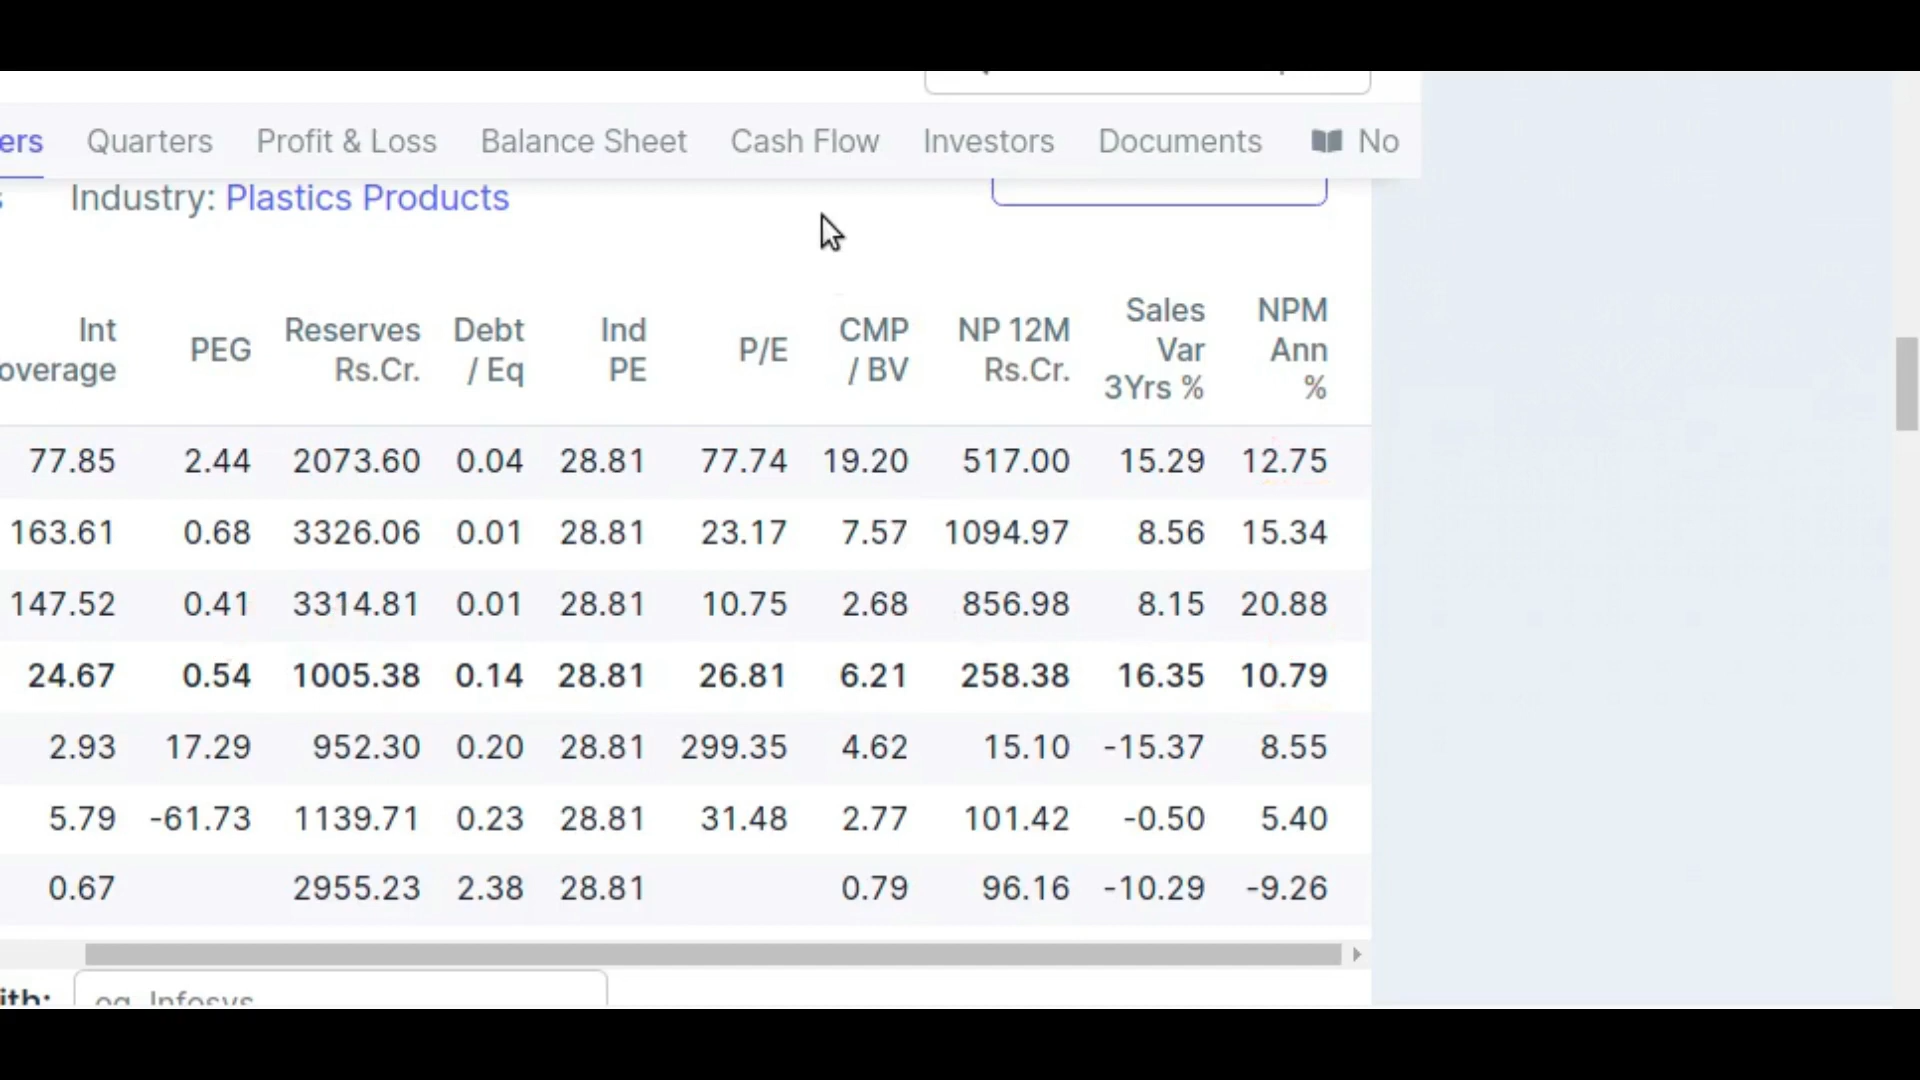 ers Quarters Profit & Loss Balance Sheet Cash Flow Investors Documents No
Industry: Plastics Products
Int overage PEG Reserves Rs.Cr. Debt / Eq Ind PE P/E CMP / BV NP 12M Rs.Cr. Sales Var 3Yrs % NPM Ann %
77.85 2.44 2073.60 0.04 28.81 77.74 19.20 517.00 15.29 12.75
163.61 0.68 3326.06 0.01 28.81 23.17 7.57 1094.97 8.56 15.34
147.52 0.41 3314.81 0.01 28.81 10.75 2.68 856.98 8.15 20.88
24.67 0.54 1005.38 0.14 28.81 26.81 6.21 258.38 16.35 10.79
2.93 17.29 952.30 0.20 28.81 299.35 4.62 15.10 -15.37 8.55
5.79 -61.73 1139.71 0.23 28.81 31.48 2.77 101.42 -0.50 5.40
0.67 2955.23 2.38 28.81 0.79 96.16 -10.29 -9.26
ith: eg. Infosys